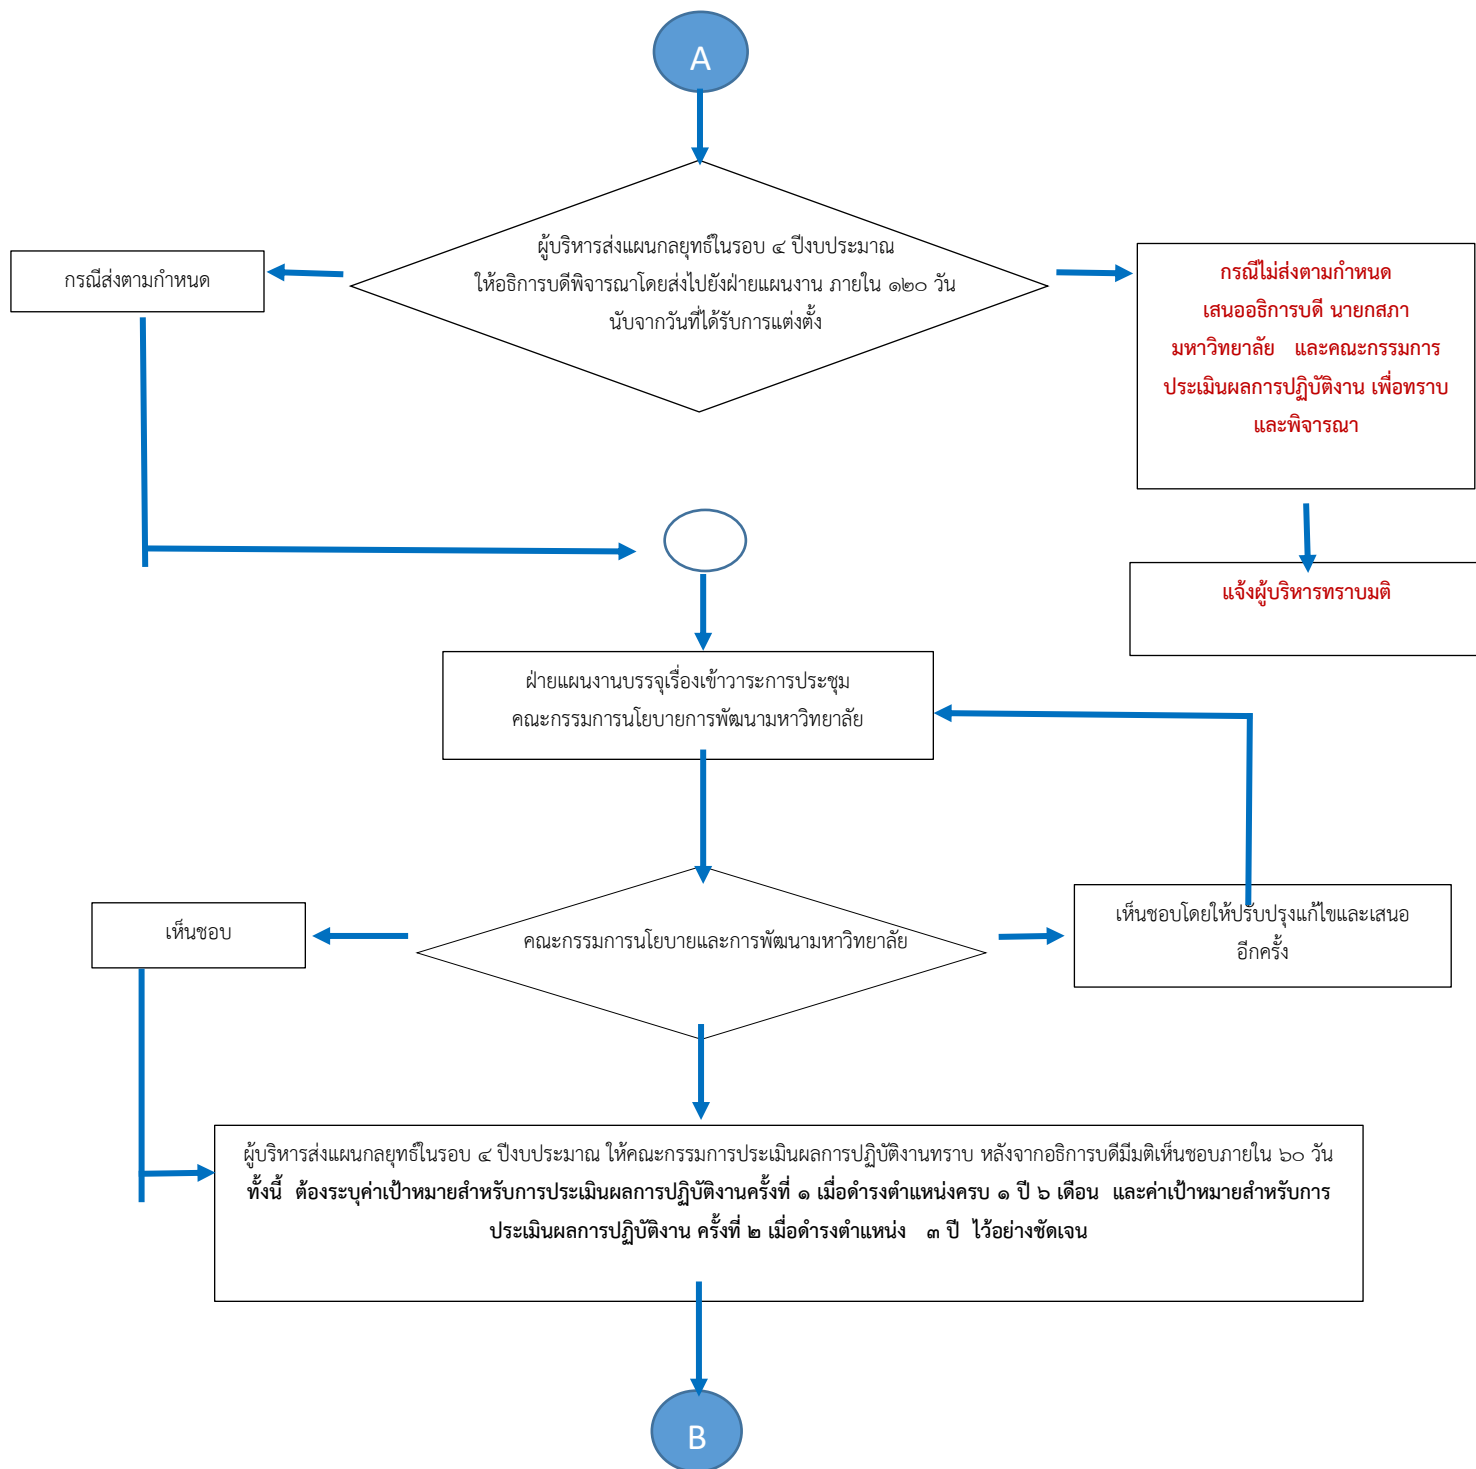 A
ผู้บริหารส่งแผนกลยุทธ์ในรอบ ๔ ปีงบประมาณ
ให้อธิการบดีพิจารณาโดยส่งไปยังฝ่ายแผนงาน ภายใน ๑๒๐ วัน
นับจากวันที่ได้รับการแต่งตั้ง
กรณีส่งตามกำหนด
กรณีไม่ส่งตามกำหนด
เสนออธิการบดี นายกสภา
มหาวิทยาลัย และคณะกรรมการ
ประเมินผลการปฏิบัติงาน เพื่อทราบ
และพิจารณา
แจ้งผู้บริหารทราบมติ
ฝ่ายแผนงานบรรจุเรื่องเข้าวาระการประชุม
คณะกรรมการนโยบายการพัฒนามหาวิทยาลัย
เห็นชอบ
คณะกรรมการนโยบายและการพัฒนามหาวิทยาลัย
เห็นชอบโดยให้ปรับปรุงแก้ไขและเสนอ
อีกครั้ง
ผู้บริหารส่งแผนกลยุทธ์ในรอบ ๔ ปีงบประมาณ ให้คณะกรรมการประเมินผลการปฏิบัติงานทราบ หลังจากอธิการบดีมีมติเห็นชอบภายใน ๖๐ วัน
ทั้งนี้ ต้องระบุค่าเป้าหมายสำหรับการประเมินผลการปฏิบัติงานครั้งที่ ๑ เมื่อดำรงตำแหน่งครบ ๑ ปี ๖ เดือน และค่าเป้าหมายสำหรับการ
ประเมินผลการปฏิบัติงาน ครั้งที่ ๒ เมื่อดำรงตำแหน่ง ๓ ปี ไว้อย่างชัดเจน
B